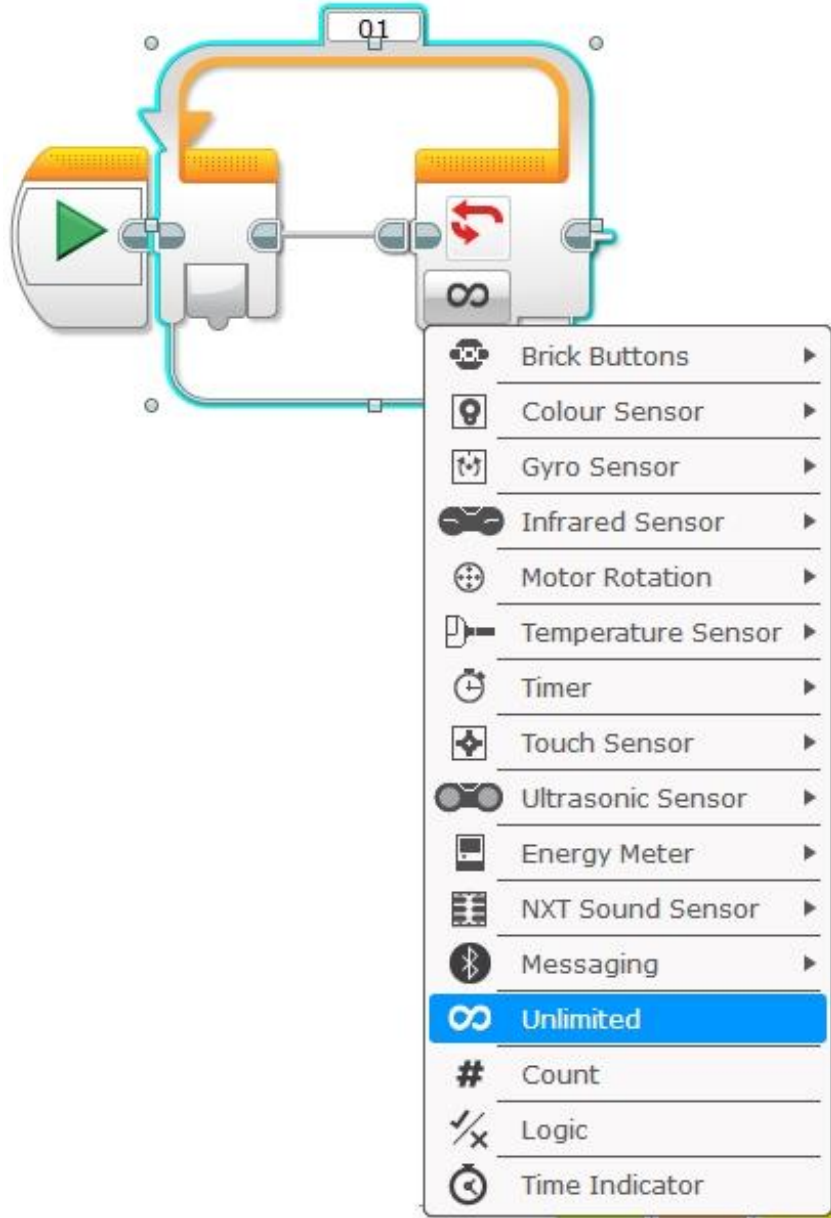 01
Brick Buttons
Colour Sensor
Gyro Sensor
Infrared Sensor
Motor Rotation
Temperature Sensor
Timer
Touch Sensor
Ultrasonic Sensor
Energy Meter
NXT Sound Sensor
Messaging
Unlimited
# Count
Logic
Time Indicator